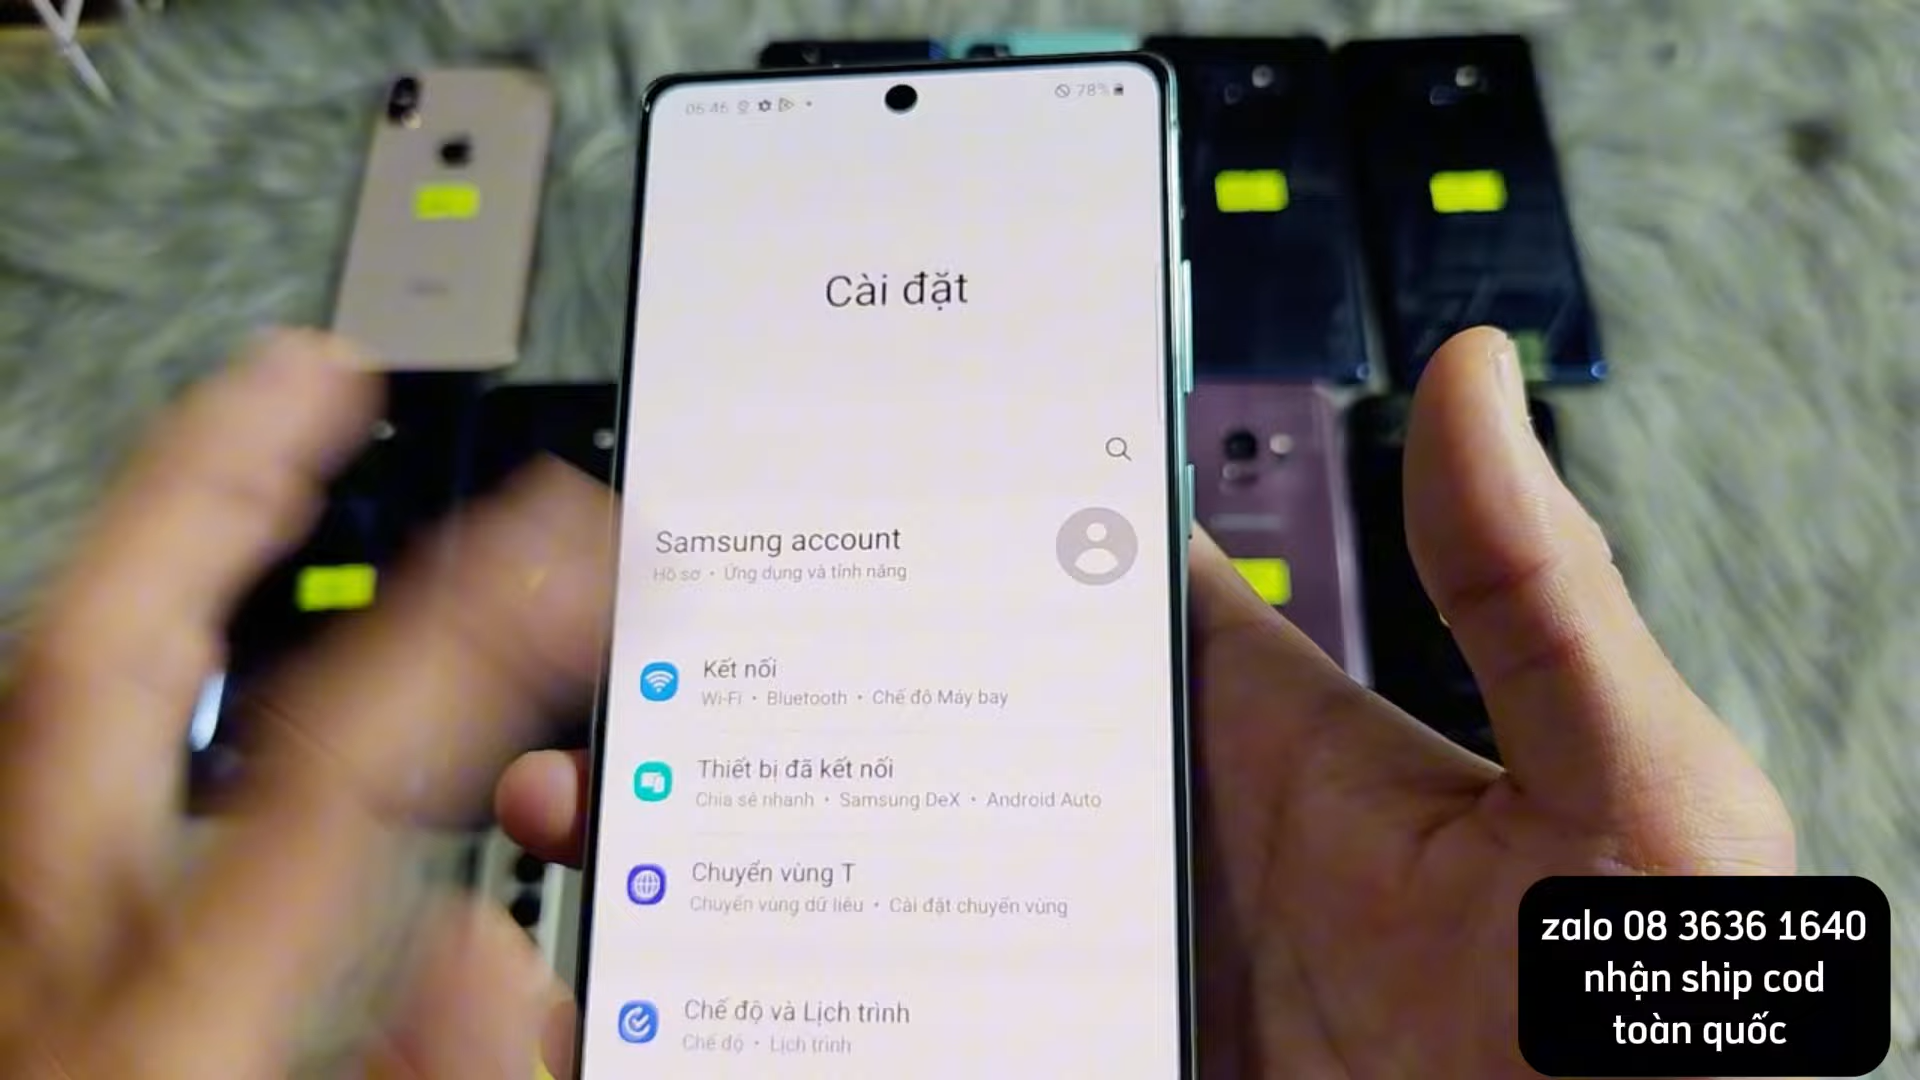 06:46
78%
Cài đặt
Samsung account
Hồ sơ • Ứng dụng và tính năng
Kết nối
Wi-Fi • Bluetooth • Chế độ Máy bay
Thiết bị đã kết nối
Chia sẻ nhanh • Samsung DeX • Android Auto
Chuyển vùng T
Chuyển vùng dữ liệu • Cài đặt chuyển vùng
Chế độ và Lịch trình
Chế độ • Lịch trình
zalo 08 3636 1640
nhận ship cod
toàn quốc